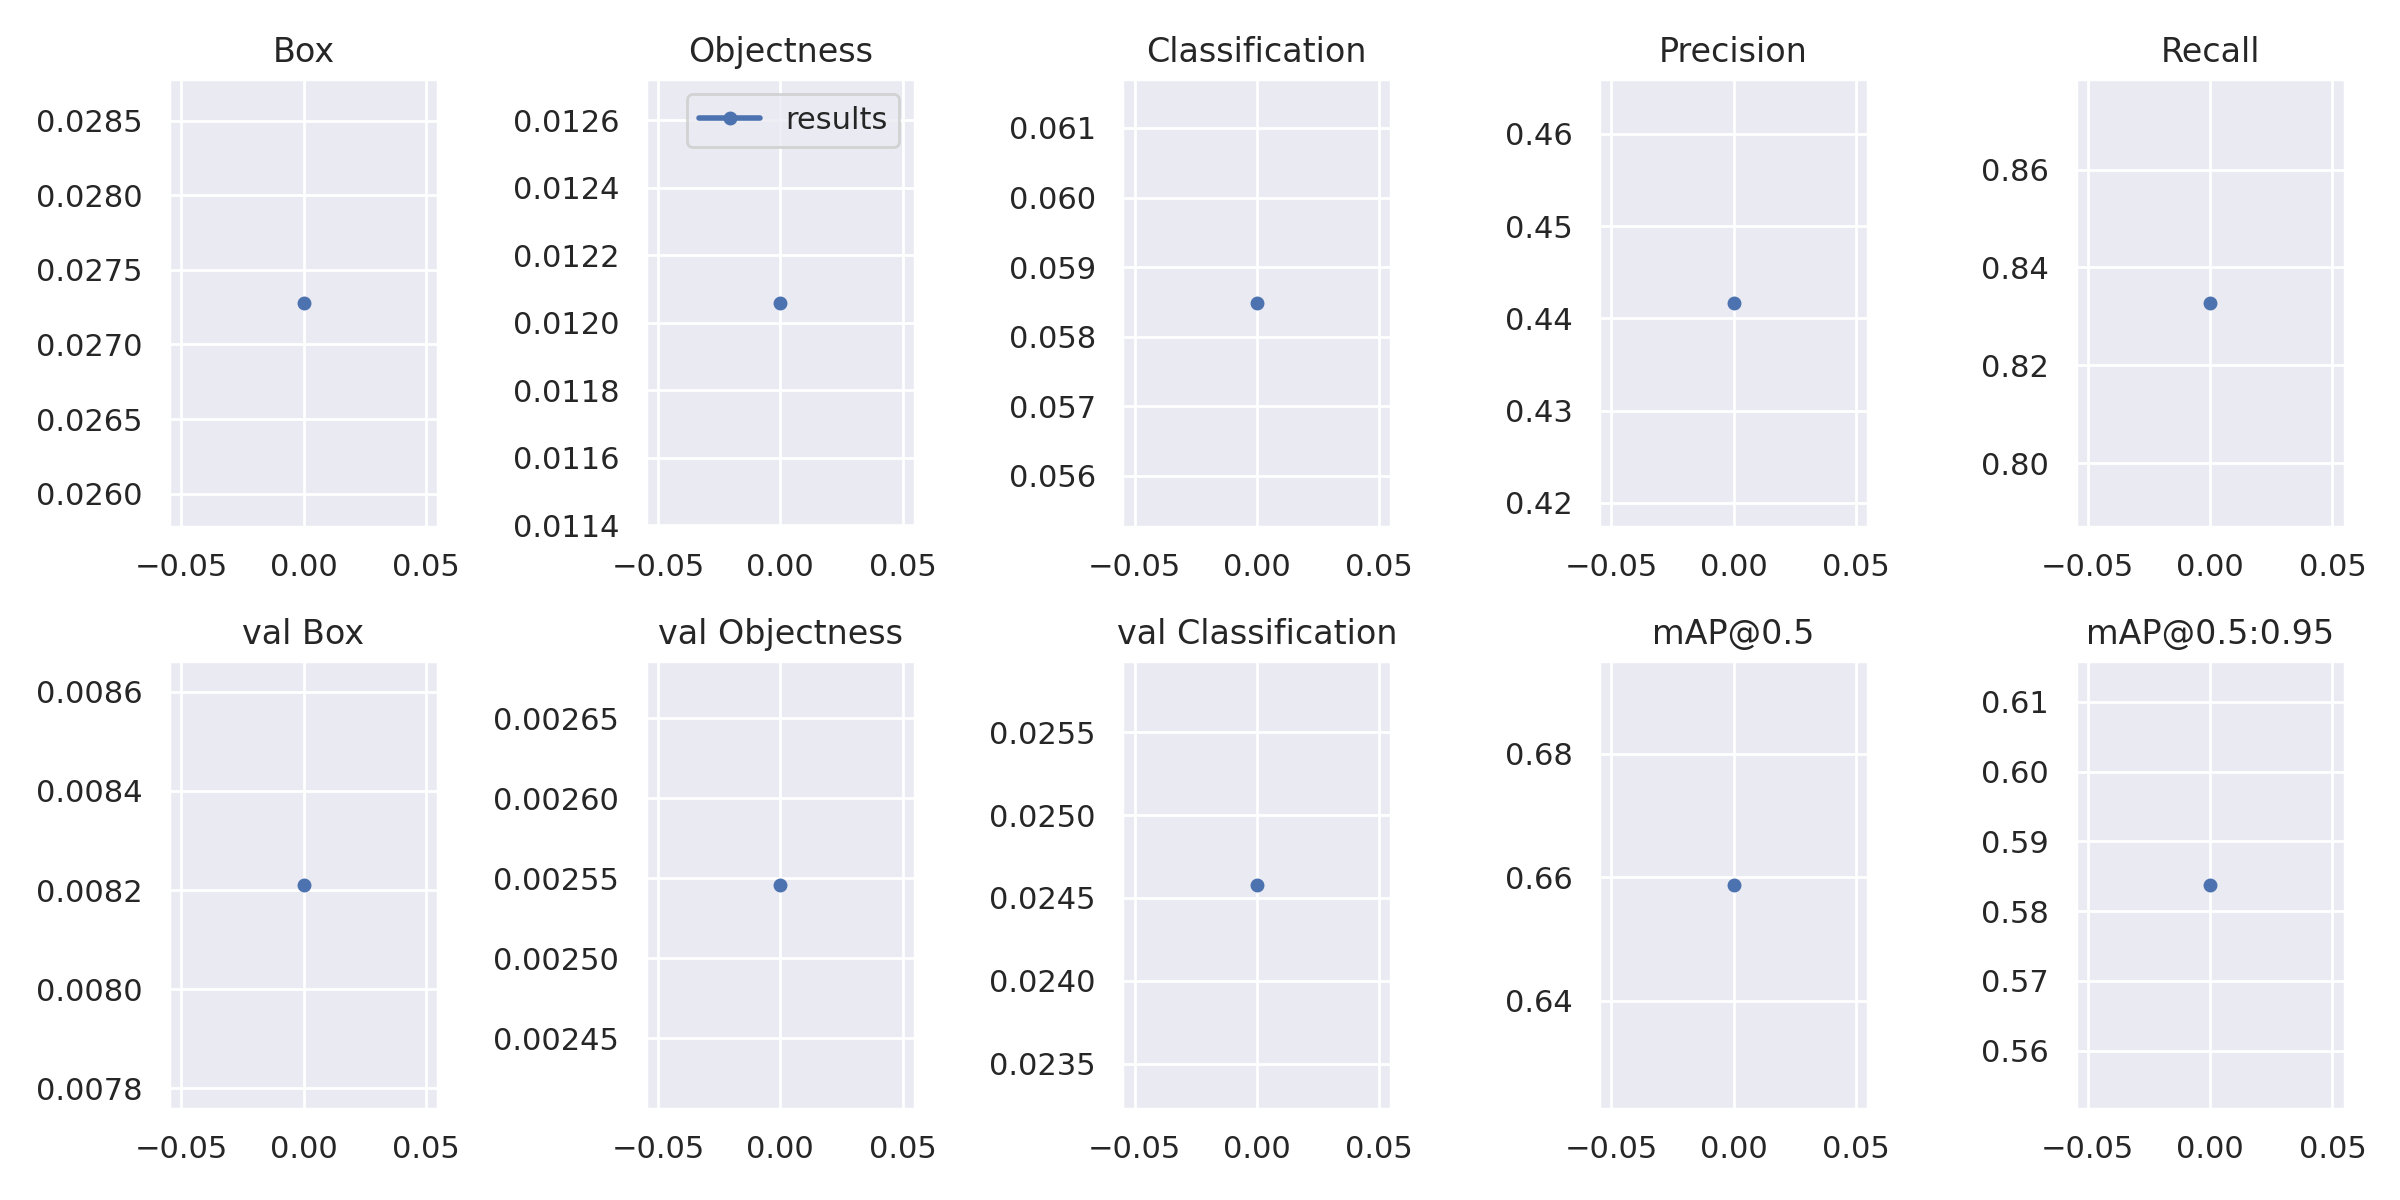 Box
0.0285
0.0280
0.0275
0.0270
0.0265
0.0260
−0.05 0.00 0.05
Objectness
results
0.0126
0.0124
0.0122
0.0120
0.0118
0.0116
0.0114
−0.05 0.00 0.05
Classification
0.061
0.060
0.059
0.058
0.057
0.056
−0.05 0.00 0.05
Precision
0.46
0.45
0.44
0.43
0.42
−0.05 0.00 0.05
Recall
0.86
0.84
0.82
0.80
−0.05 0.00 0.05
val Box
0.0086
0.0084
0.0082
0.0080
0.0078
−0.05 0.00 0.05
val Objectness
0.00265
0.00260
0.00255
0.00250
0.00245
−0.05 0.00 0.05
val Classification
0.0255
0.0250
0.0245
0.0240
0.0235
−0.05 0.00 0.05
mAP@0.5
0.68
0.66
0.64
−0.05 0.00 0.05
mAP@0.5:0.95
0.61
0.60
0.59
0.58
0.57
0.56
−0.05 0.00 0.05